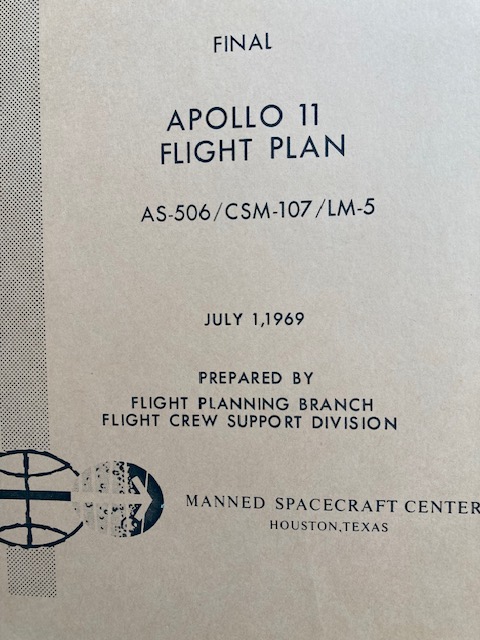 FINAL
APOLLO 11
FLIGHT PLAN
AS-506/CSM-107/LM-5
JULY 1,1969
PREPARED BY
FLIGHT PLANNING BRANCH
FLIGHT CREW SUPPORT DIVISION
MANNED SPACECRAFT CENTER
HOUSTON,TEXAS